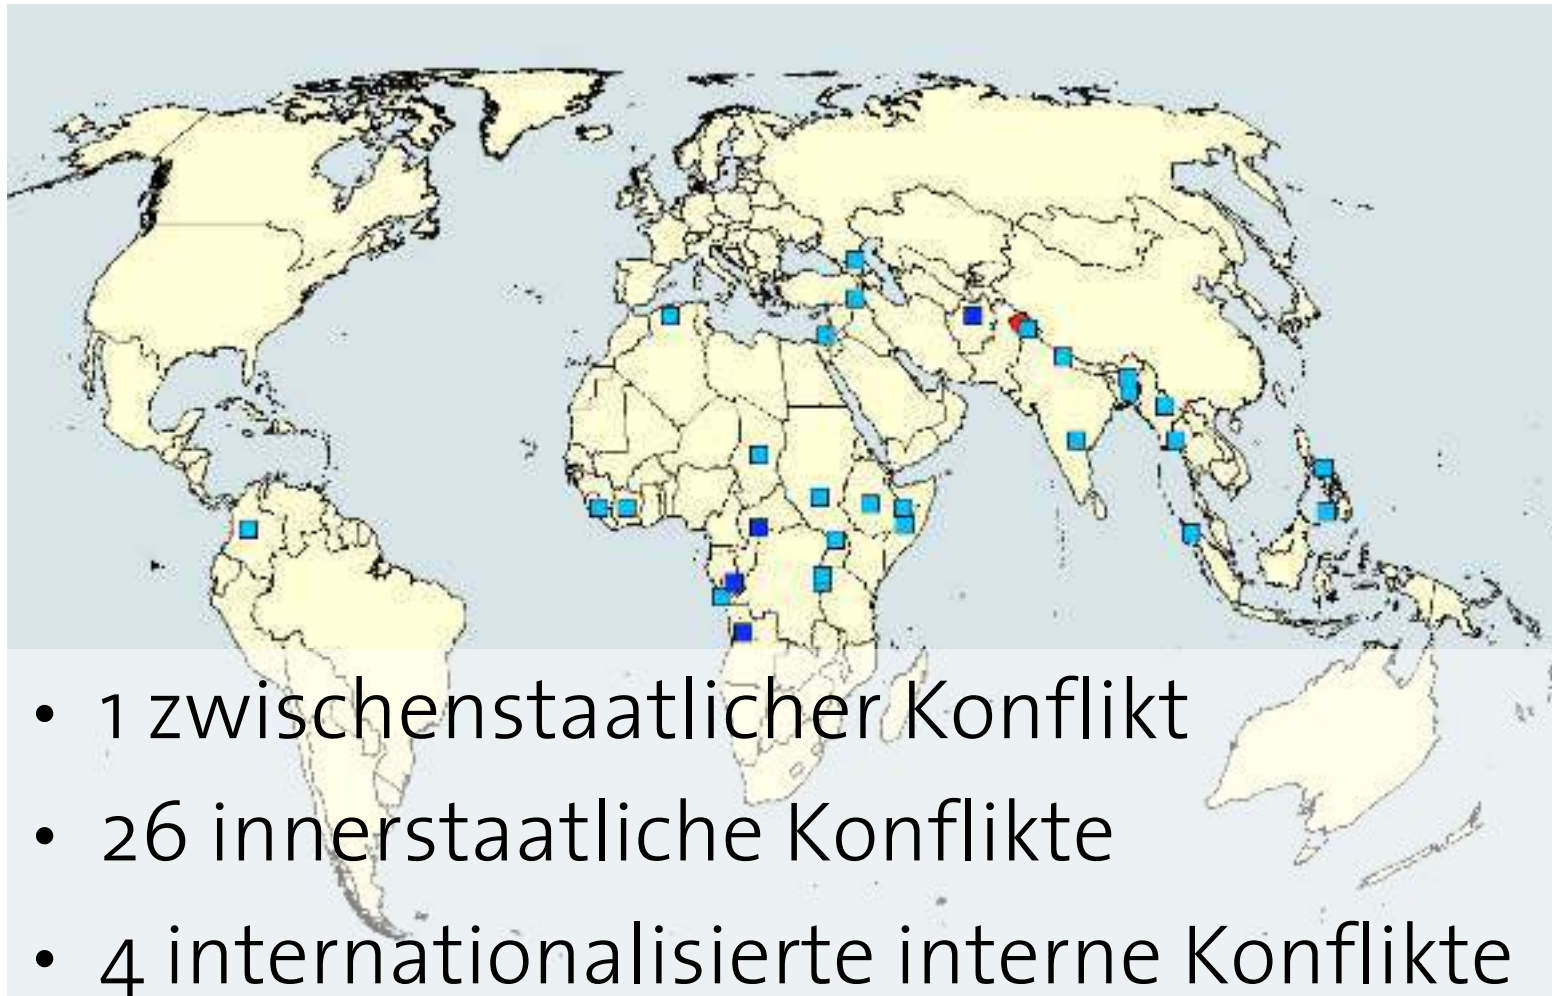 • 1 zwischenstaatlicher Konflikt
• 26 innerstaatliche Konflikte
• 4 internationalisierte interne Konflikte